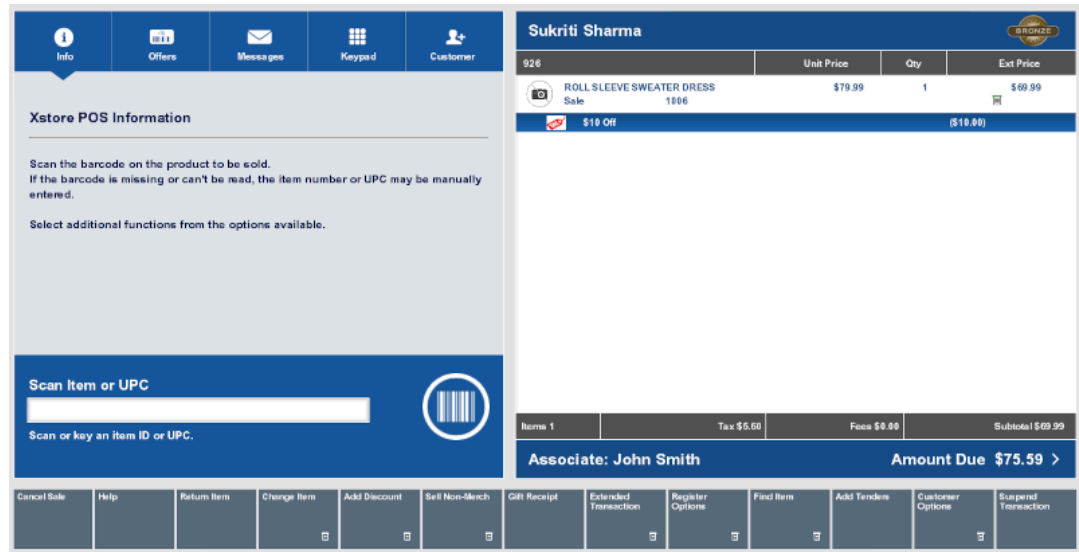 Info
Offers
Messages
Keypad
Customer
Xstore POS Information
Scan the barcode on the product to be sold.
If the barcode is missing or can't be read, the item number or UPC may be manually
entered.
Select additional functions from the options available.
Scan Item or UPC
Scan or key an item ID or UPC.
Sukriti Sharma
BRONZE
926 Unit Price Qty Ext Price
ROLL SLEEVE SWEATER DRESS $79.99 1 $69.99
Sale 1006
$10 Off ($10.00)
Items 1 Tax $5.60 Fees $0.00 Subtotal $69.99
Associate: John Smith Amount Due $75.59 >
Cancel Sale
Help
Return Item
Change Item
Add Discount
Sell Non-Merch
Gift Receipt
Extended
Transaction
Register
Options
Find Item
Add Tenders
Customer
Options
Suspend
Transaction